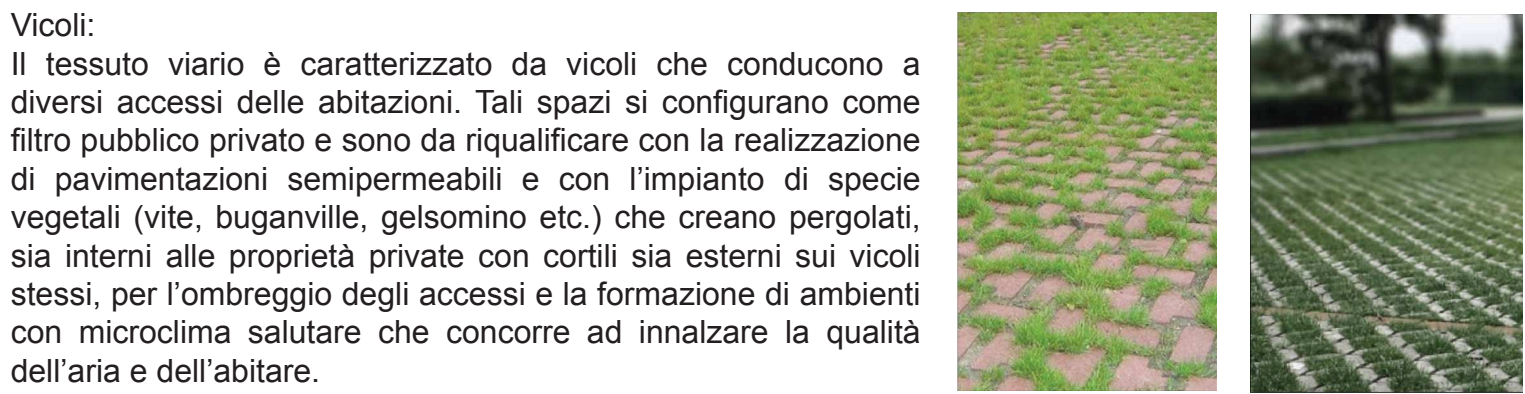 Vicoli:
Il tessuto viario è caratterizzato da vicoli che conducono a
diversi accessi delle abitazioni. Tali spazi si configurano come
filtro pubblico privato e sono da riqualificare con la realizzazione
di pavimentazioni semipermeabili e con l’impianto di specie
vegetali (vite, buganville, gelsomino etc.) che creano pergolati,
sia interni alle proprietà private con cortili sia esterni sui vicoli
stessi, per l’ombreggio degli accessi e la formazione di ambienti
con microclima salutare che concorre ad innalzare la qualità
dell’aria e dell’abitare.